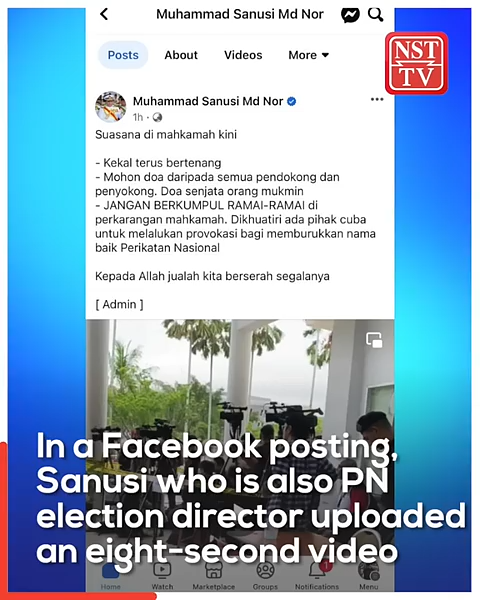 Muhammad Sanusi Md Nor
NST
TV
Posts
About
Videos
More
Muhammad Sanusi Md Nor
1h ·
Suasana di mahkamah kini
- Kekal terus bertenang
- Mohon doa daripada semua pendokong dan
penyokong. Doa senjata orang mukmin
- JANGAN BERKUMPUL RAMAI-RAMAI di
perkarangan mahkamah. Dikhuatiri ada pihak cuba
untuk melalukan provokasi bagi memburukkan nama
baik Perikatan Nasional
Kepada Allah jualah kita berserah segalanya
[ Admin ]
In a Facebook posting,
Sanusi who is also PN
election director uploaded
an eight-second video
Home
Watch
Marketplace
Groups
Notifications
Menu